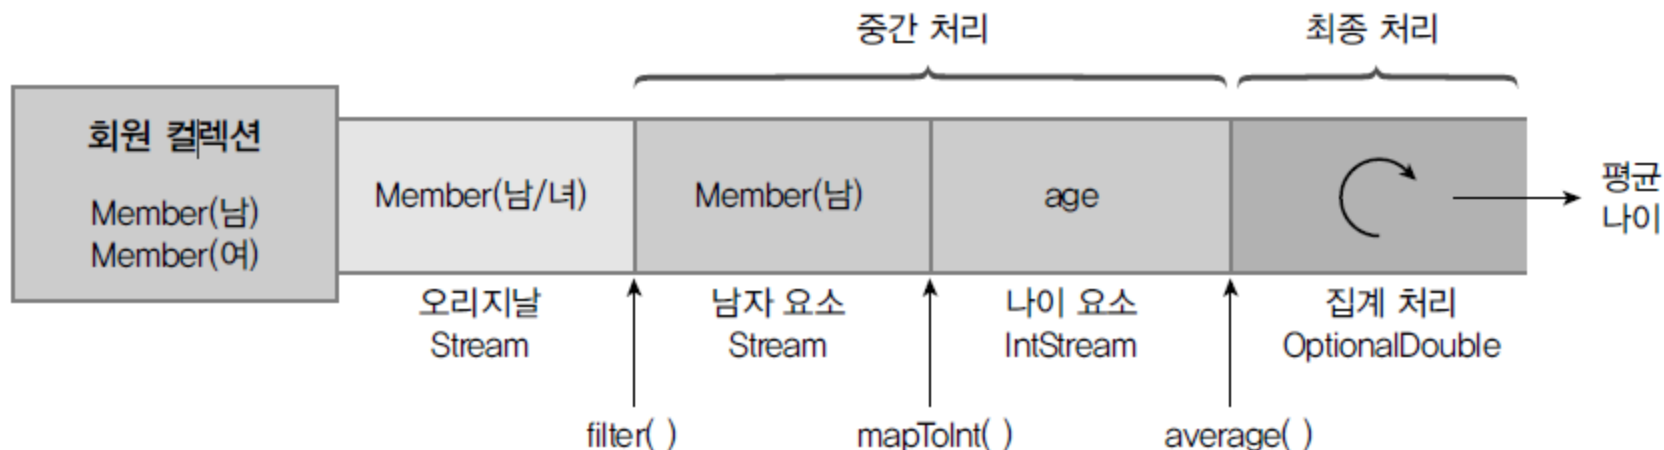 중간 처리
최종 처리
회원 컬렉션
Member(남)
Member(여)
Member(남/녀)
Member(남)
age
평균
나이
오리지날
Stream
남자 요소
Stream
나이 요소
IntStream
집계 처리
OptionalDouble
filter( )
mapToInt( )
average( )